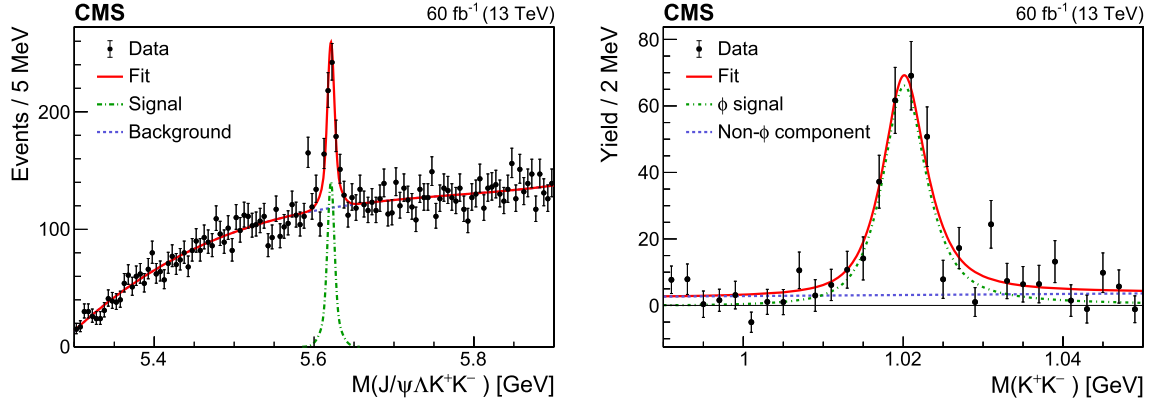 CMS
60 fb⁻¹ (13 TeV)
Events / 5 MeV
Data
Fit
Signal
Background
200
100
0
5.4
5.6
5.8
M(J/ψΛK⁺K⁻ ) [GeV]
CMS
60 fb⁻¹ (13 TeV)
Yield / 2 MeV
Data
Fit
ϕ signal
Non-ϕ component
80
60
40
20
0
1
1.02
1.04
M(K⁺K⁻ ) [GeV]